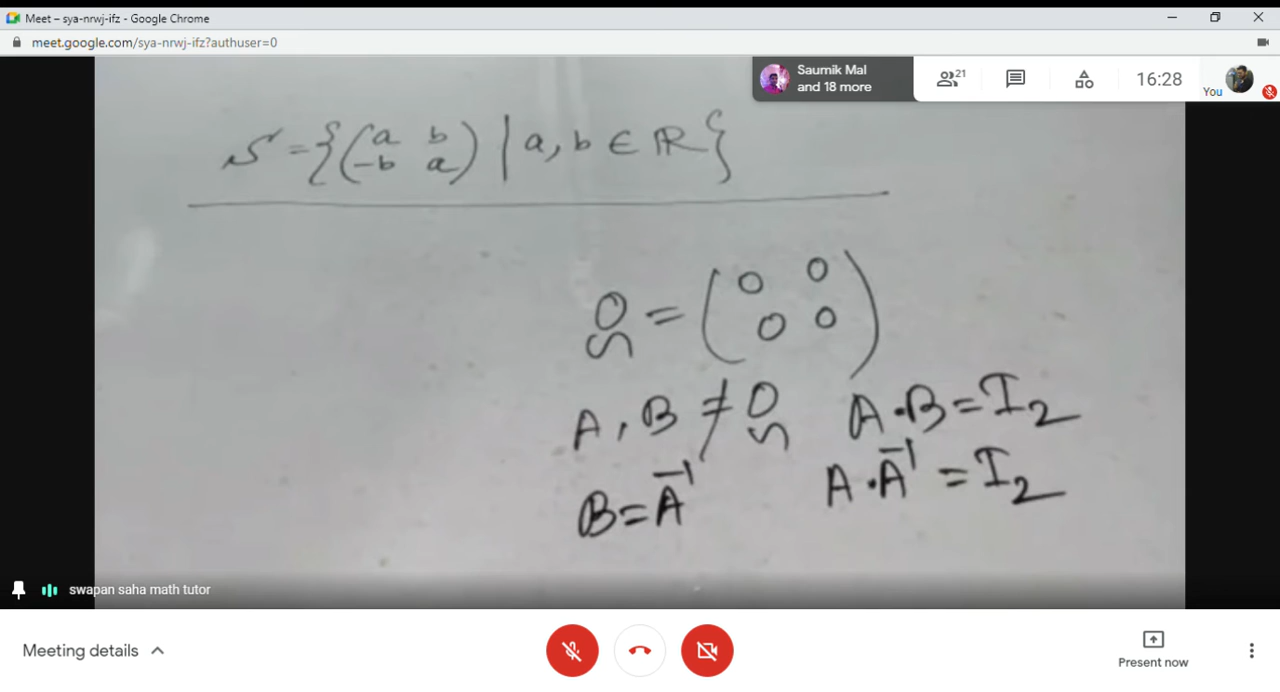 Meet – sya-nrwj-ifz - Google Chrome
meet.google.com/sya-nrwj-ifz?authuser=0
Saumik Mal
and 18 more
21
16:28
You
S = {(a b
-b a) | a, b ∈ ℝ}
O = (0 0
0 0)
A, B ≠ O A·B = I₂
B = A⁻¹ A·A⁻¹ = I₂
swapan saha math tutor
Meeting details
Present now